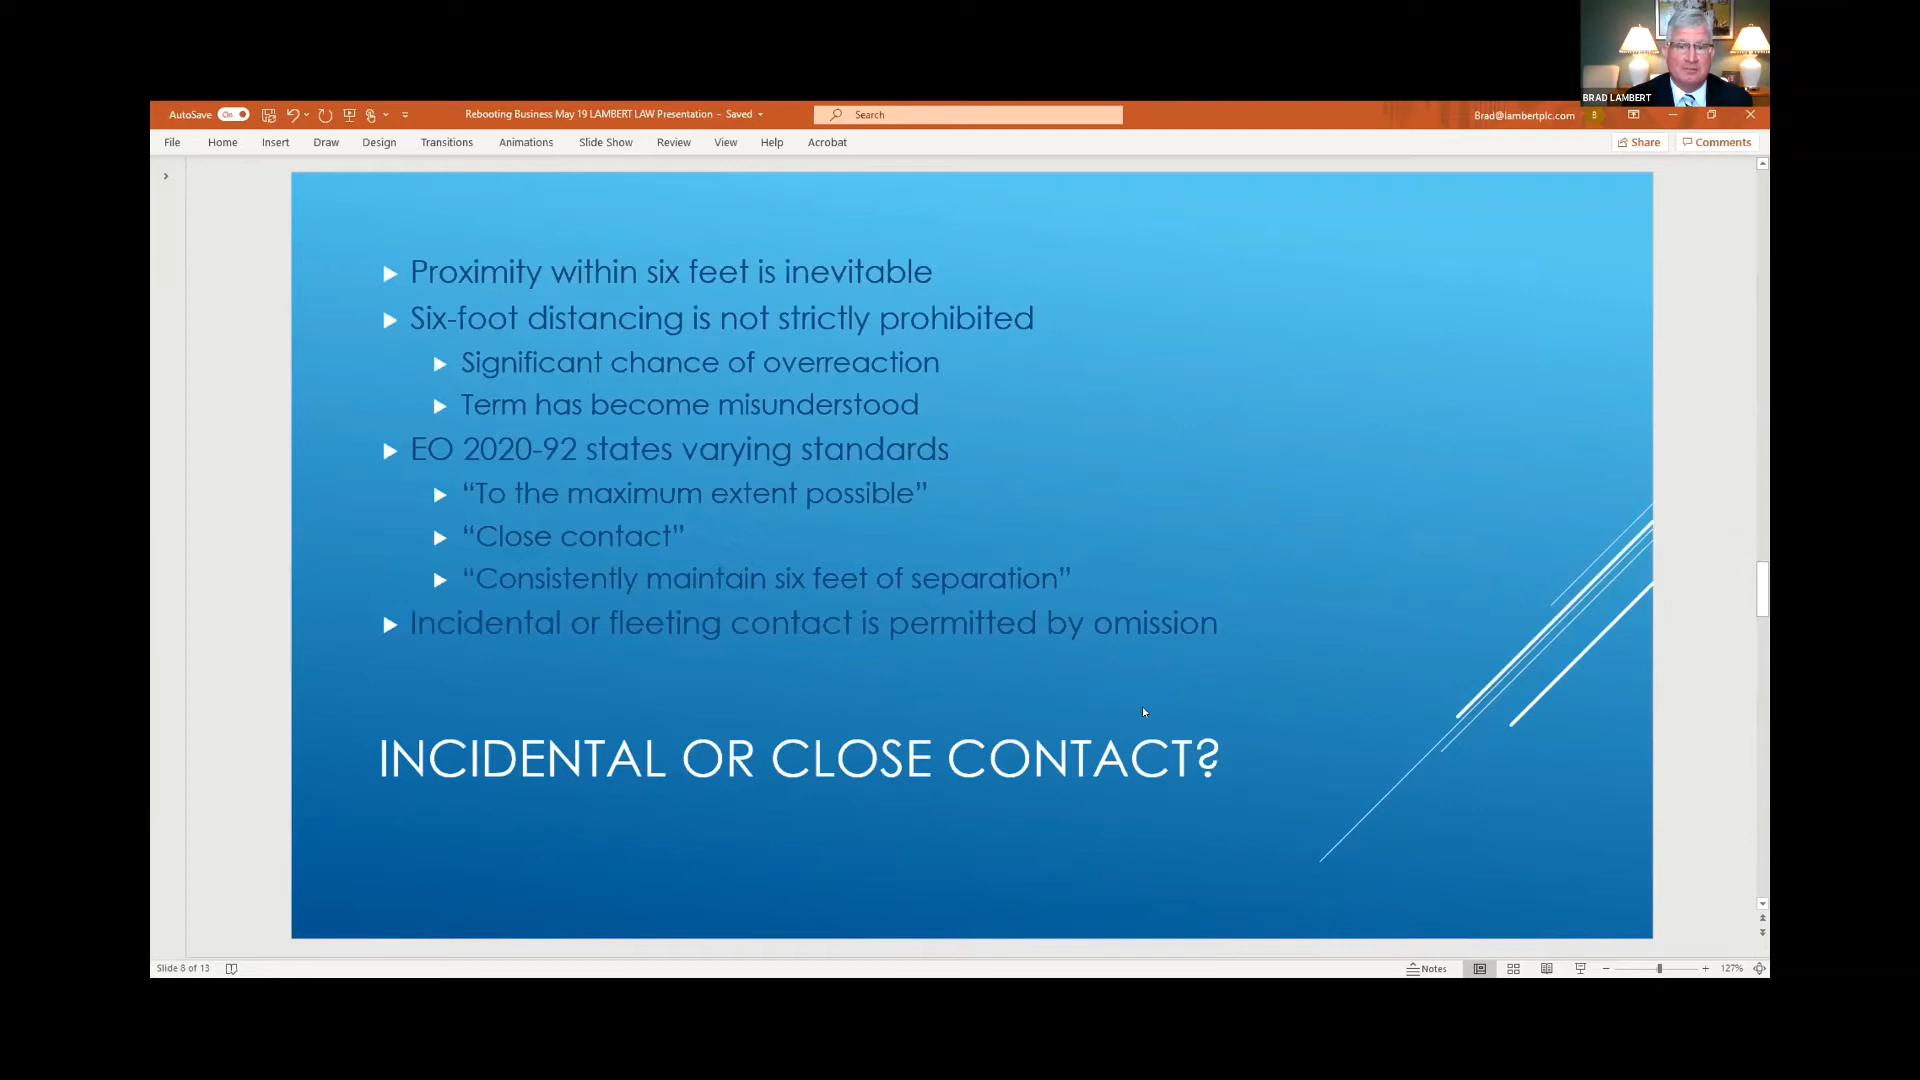 BRAD LAMBERT
AutoSave On Rebooting Business May 19 LAMBERT LAW Presentation - Saved Search Brad@lambertplc.com B
File Home Insert Draw Design Transitions Animations Slide Show Review View Help Acrobat Share Comments
Proximity within six feet is inevitable
Six-foot distancing is not strictly prohibited
Significant chance of overreaction
Term has become misunderstood
EO 2020-92 states varying standards
“To the maximum extent possible”
“Close contact”
“Consistently maintain six feet of separation”
Incidental or fleeting contact is permitted by omission
INCIDENTAL OR CLOSE CONTACT?
Slide 8 of 13 Notes 127%